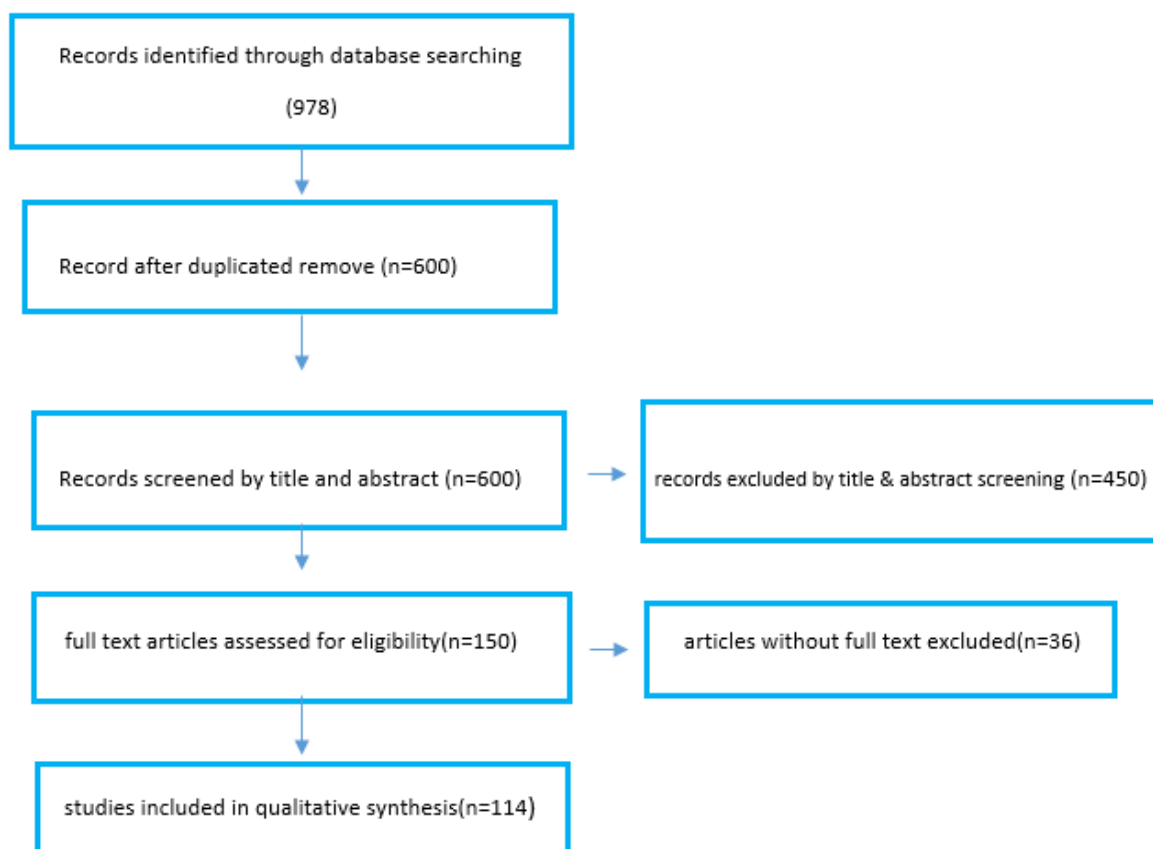 Records identified through database searching
(978)
Record after duplicated remove (n=600)
Records screened by title and abstract (n=600)
records excluded by title & abstract screening (n=450)
full text articles assessed for eligibility(n=150)
articles without full text excluded(n=36)
studies included in qualitative synthesis(n=114)